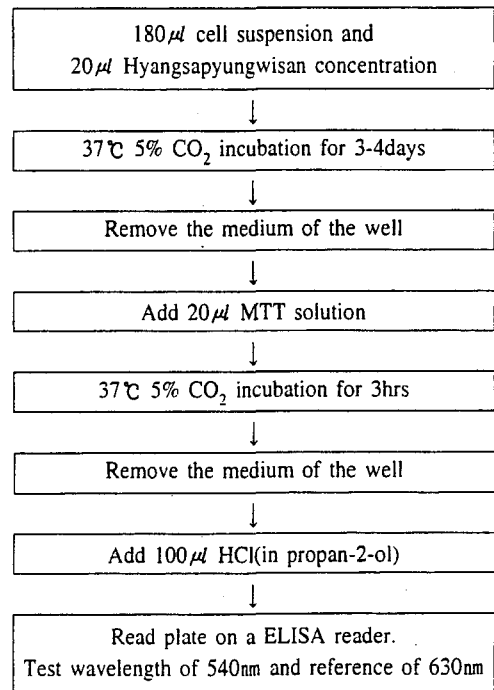 180㎕ cell suspension and
20㎕ Hyangsapyungwisan concentration
↓
37℃ 5% CO₂ incubation for 3-4days
↓
Remove the medium of the well
↓
Add 20㎕ MTT solution
↓
37℃ 5% CO₂ incubation for 3hrs
↓
Remove the medium of the well
↓
Add 100㎕ HCl(in propan-2-ol)
↓
Read plate on a ELISA reader.
Test wavelength of 540nm and reference of 630nm